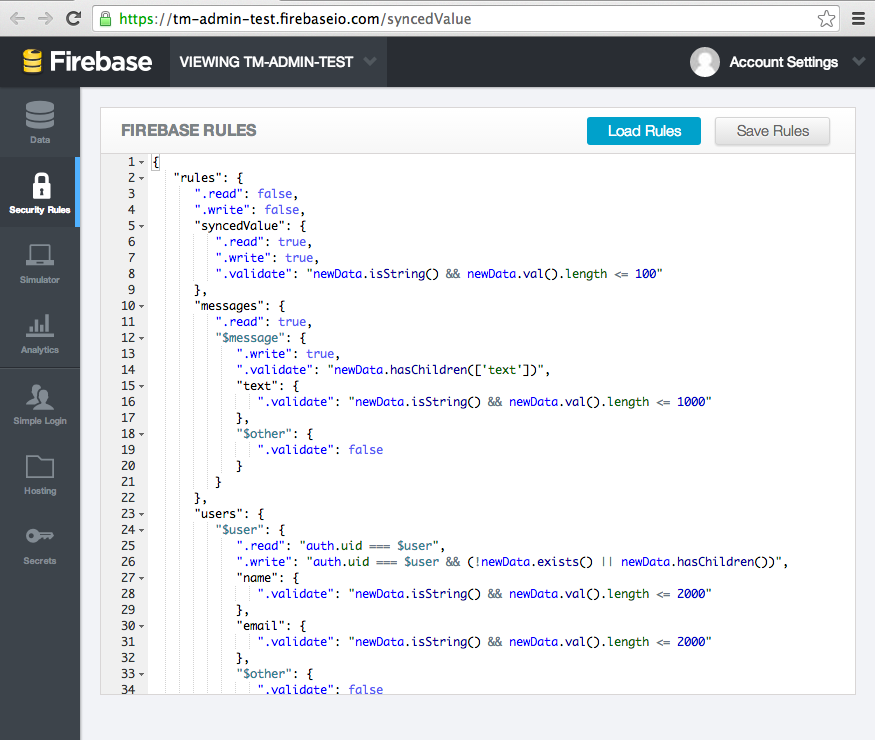 https://tm-admin-test.firebaseio.com/syncedValue
Firebase
VIEWING TM-ADMIN-TEST
Account Settings
Data
Security Rules
Simulator
Analytics
Simple Login
Hosting
Secrets
FIREBASE RULES
Load Rules
Save Rules
1 {
2 "rules": {
3 ".read": false,
4 ".write": false,
5 "syncedValue": {
6 ".read": true,
7 ".write": true,
8 ".validate": "newData.isString() && newData.val().length <= 100"
9 },
10 "messages": {
11 ".read": true,
12 "$message": {
13 ".write": true,
14 ".validate": "newData.hasChildren(['text'])",
15 "text": {
16 ".validate": "newData.isString() && newData.val().length <= 1000"
17 },
18 "$other": {
19 ".validate": false
20 }
21 }
22 },
23 "users": {
24 "$user": {
25 ".read": "auth.uid === $user",
26 ".write": "auth.uid === $user && (!newData.exists() || newData.hasChildren())",
27 "name": {
28 ".validate": "newData.isString() && newData.val().length <= 2000"
29 },
30 "email": {
31 ".validate": "newData.isString() && newData.val().length <= 2000"
32 },
33 "$other": {
34 ".validate": false